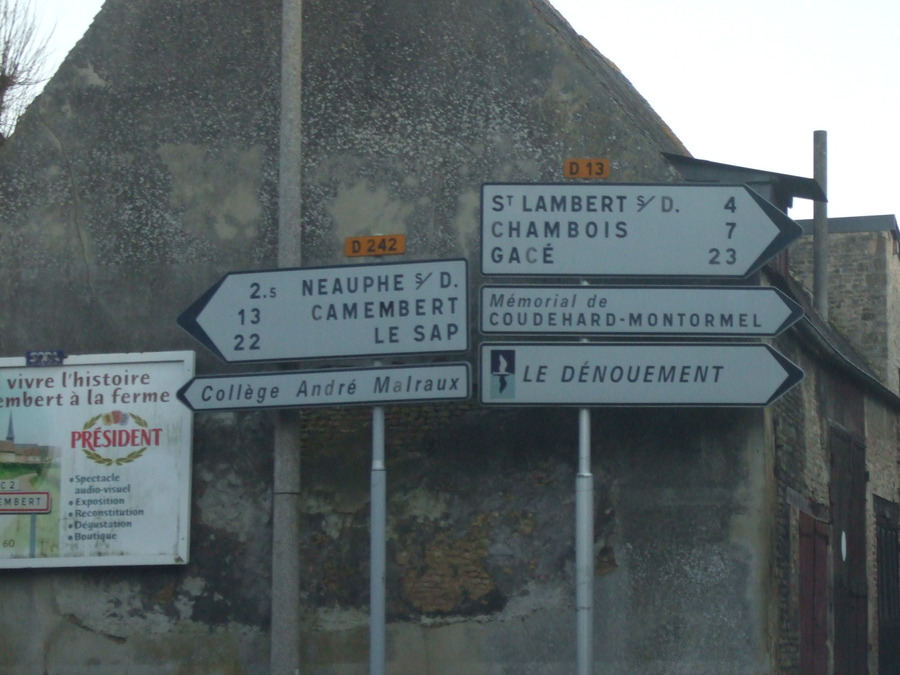 D 13
ST LAMBERT S/D. 4
CHAMBOIS 7
GACÉ 23
Mémorial de
COUDEHARD-MONTORMEL
LE DÉNOUEMENT
D 242
2.5 NEAUPHE S/D.
13 CAMEMBERT
22 LE SAP
Collège André Malraux
vivre l'histoire
embert à la ferme
PRÉSIDENT
•Spectacle
audio-visuel
•Exposition
•Reconstitution
•Dégustation
•Boutique
C 2
EMBERT
60